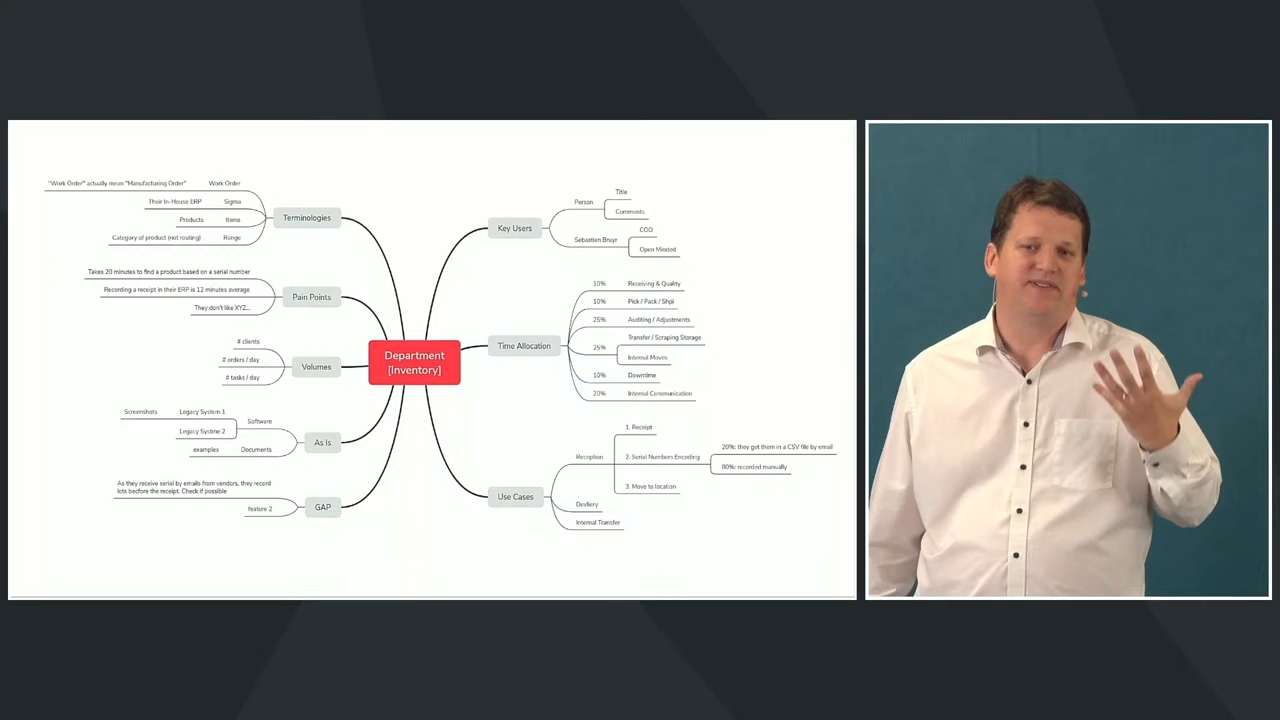 "Work Order" actually mean "Manufacturing Order"
Work Order
Their In-House ERP
Sigma
Products
Items
Category of product (not routing)
Range
Terminologies
Takes 20 minutes to find a product based on a serial number
Recording a receipt in their ERP is 12 minutes average
They don't like XYZ...
Pain Points
# clients
# orders / day
# tasks / day
Volumes
Screenshots
Legacy System 1
Legacy Systme 2
Software
examples
Documents
As Is
As they receive serial by emails from vendors, they record
lots becfore the receipt. Check if possible
feature 2
GAP
Department
[Inventory]
Key Users
Person
Title
Comments
Sebastien Bruyr
COO
Open Minded
Time Allocation
10%
Receiving & Quality
10%
Pick / Pack / Shpi
25%
Auditing / Adjustments
25%
Transfer / Scraping Storage
Internal Moves
10%
Downtime
20%
Internal Communication
Use Cases
Reception
1. Receipt
2. Serial Numbers Encoding
20%: they get them in a CSV file by email
80%: recorded manually
3. Move to location
Devliery
Internal Transfer